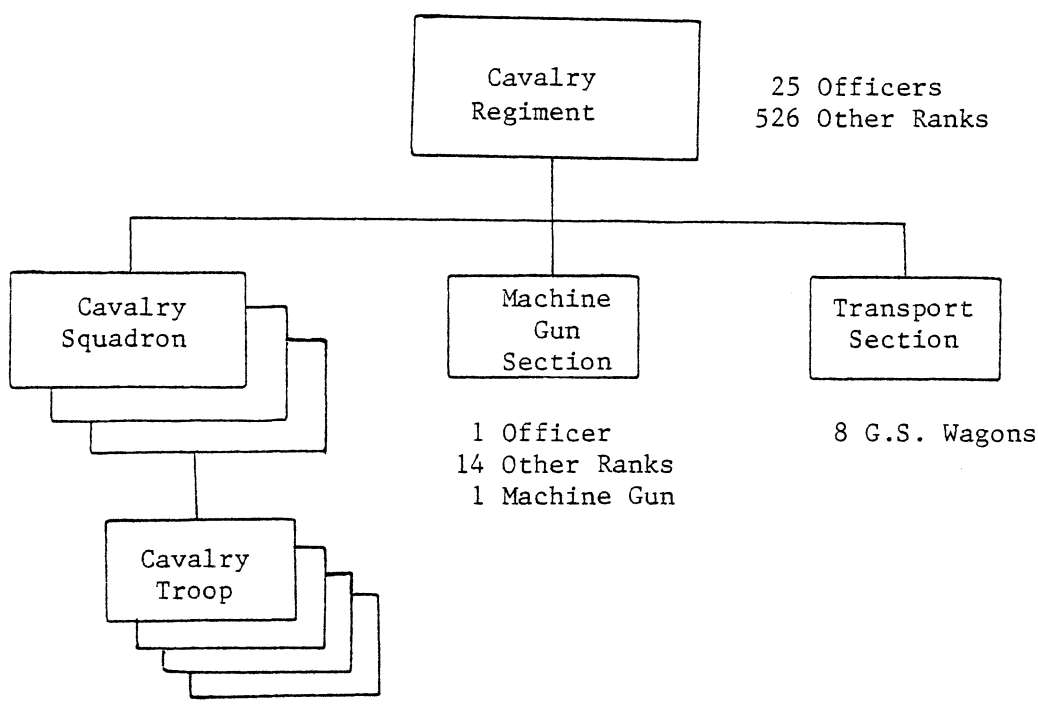 Cavalry
Regiment
25 Officers
526 Other Ranks
Cavalry
Squadron
Machine
Gun
Section
Transport
Section
1 Officer
14 Other Ranks
1 Machine Gun
8 G.S. Wagons
Cavalry
Troop